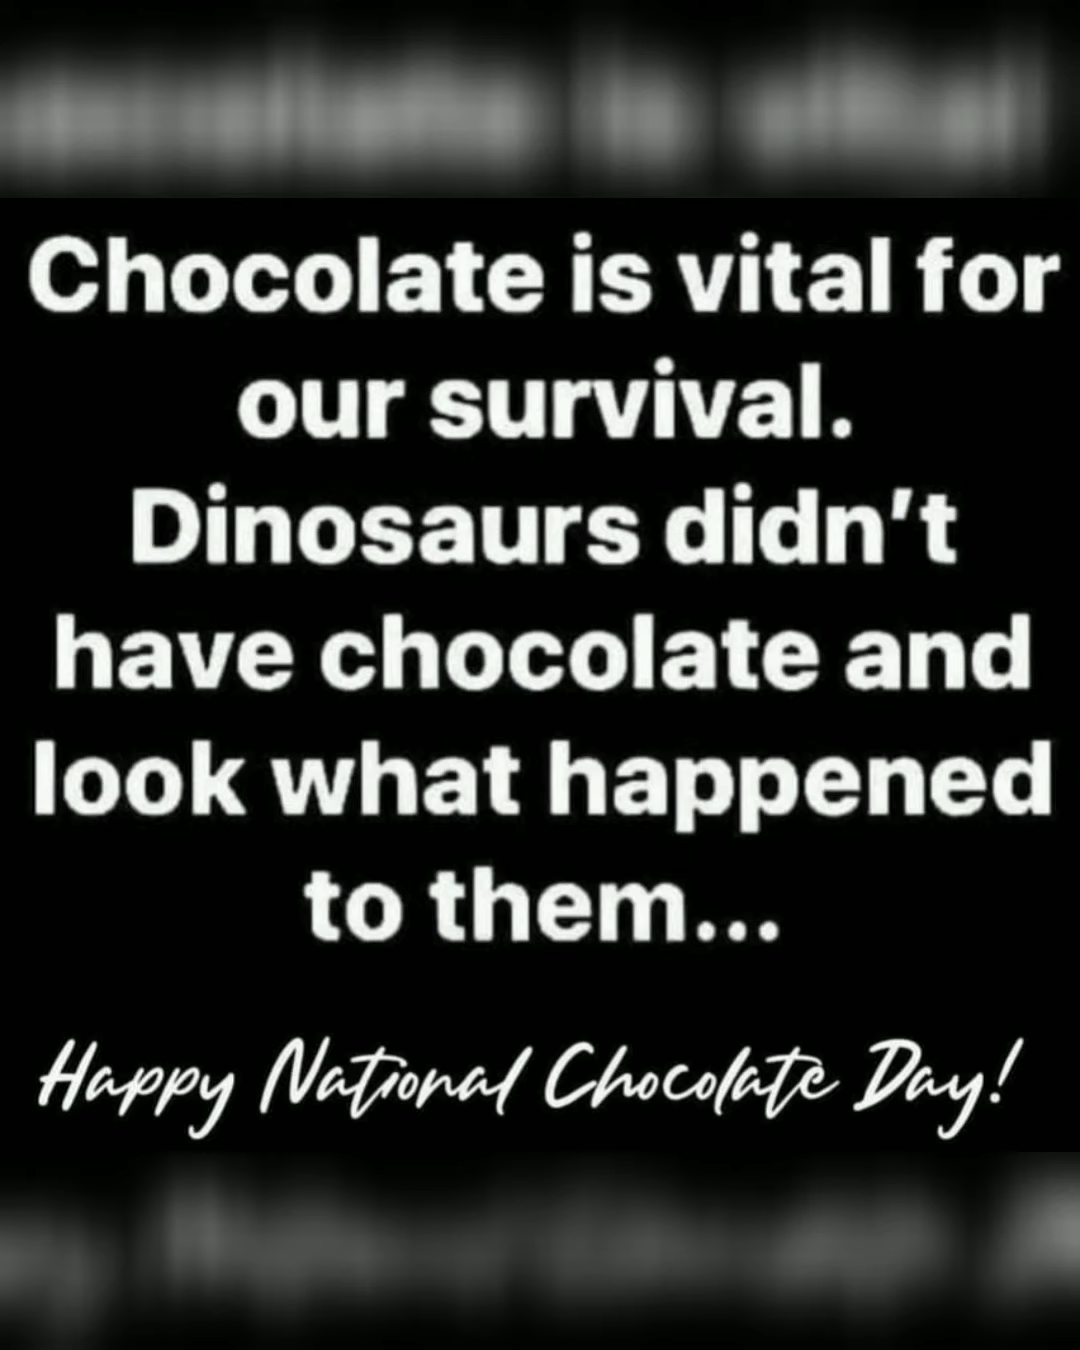 Chocolate is vital for
our survival.
Dinosaurs didn’t
have chocolate and
look what happened
to them...
Happy National Chocolate Day!